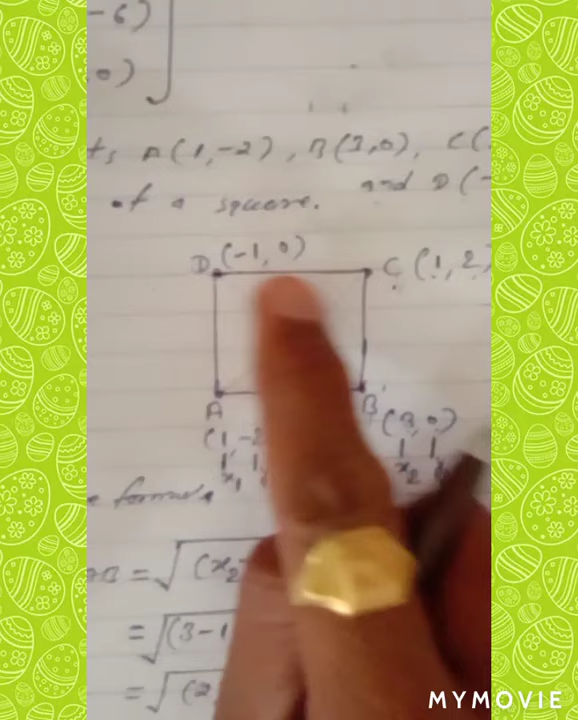 -6)
,0)
ts A(1,-2), B(3,0), C(
of a square. and D(-
D (-1, 0) C (1, 2)
A B (3, 0)
(1, -2
x₁ x₂
formula
AB = √(x₂
= √(3-1
= √(2
MYMOVIE